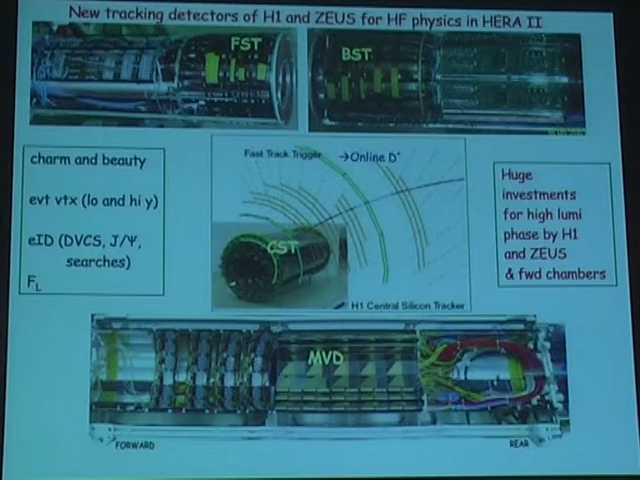 New tracking detectors of H1 and ZEUS for HF physics in HERA II
FST
BST
charm and beauty
evt vtx (lo and hi y)
eID (DVCS, J/Ψ,
searches)
F_L
Fast Track Trigger
→Online D*
CST
H1 Central Silicon Tracker
Huge
investments
for high lumi
phase by H1
and ZEUS
& fwd chambers
MVD
FORWARD
REAR